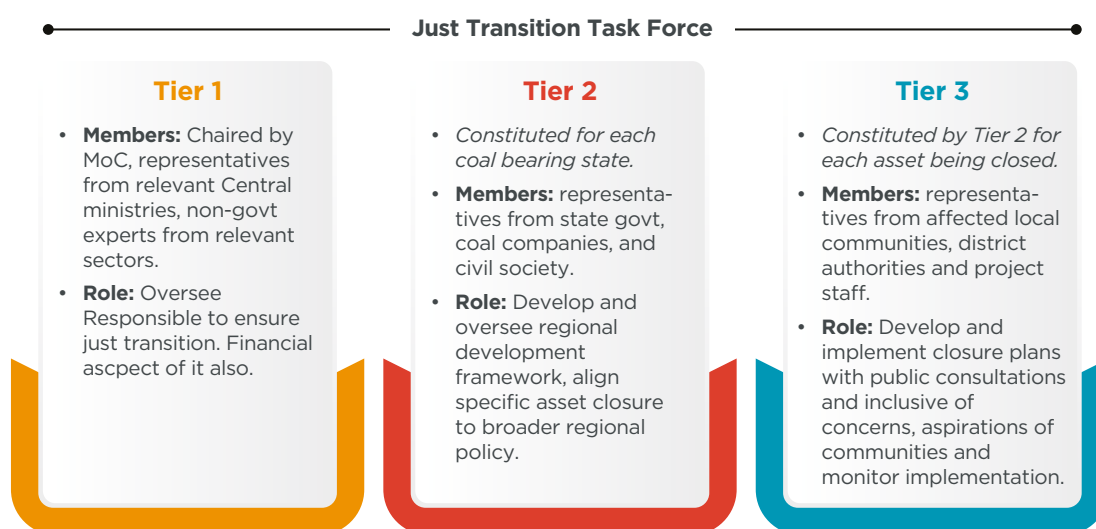 Just Transition Task Force
Tier 1
• Members: Chaired by
MoC, representatives
from relevant Central
ministries, non-govt
experts from relevant
sectors.
• Role: Oversee
Responsible to ensure
just transition. Financial
ascpect of it also.
Tier 2
• Constituted for each
coal bearing state.
• Members: representa-
tives from state govt,
coal companies, and
civil society.
• Role: Develop and
oversee regional
development
framework, align
specific asset closure
to broader regional
policy.
Tier 3
• Constituted by Tier 2 for
each asset being closed.
• Members: representa-
tives from affected local
communities, district
authorities and project
staff.
• Role: Develop and
implement closure plans
with public consultations
and inclusive of
concerns, aspirations of
communities and
monitor implementation.